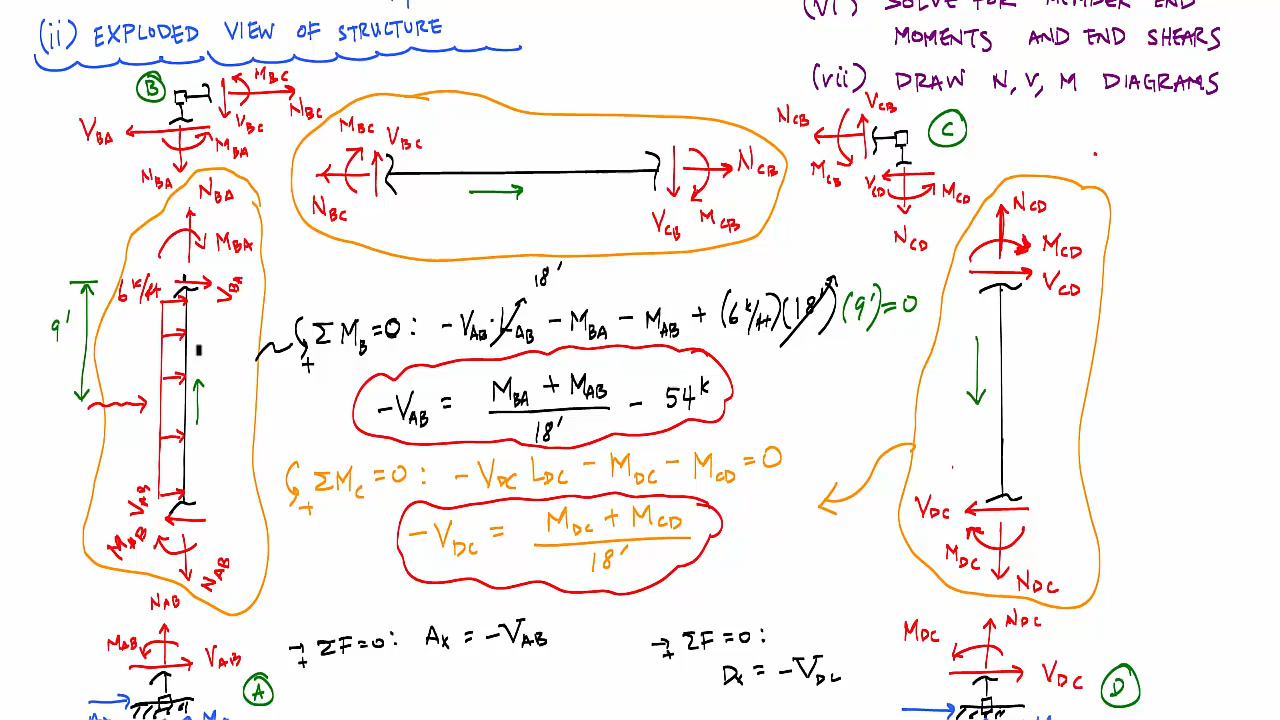 (ii) EXPLODED VIEW OF STRUCTURE
(vi) SOLVE FOR MEMBER END
MOMENTS AND END SHEARS
(vii) DRAW N, V, M DIAGRAMS
B
M_BC
N_BC
V_BC
V_BA
M_BA
N_BA
M_BC
V_BC
N_BC
N_CB
M_CB
V_CB
V_CB
N_CB
M_CB
C
V_CD
M_CD
N_CD
N_BA
M_BA
6 k/ft
V_BA
9'
V_AB
M_AB
N_AB
N_CD
M_CD
V_CD
V_DC
M_DC
N_DC
18'
+ ΣM_B = 0 : -V_AB · L_AB - M_BA - M_AB + (6 k/ft)(18')(9') = 0
-V_AB = (M_BA + M_AB)/18' - 54 k
+ ΣM_C = 0 : -V_DC L_DC - M_DC - M_CD = 0
-V_DC = (M_DC + M_CD)/18'
N_AB
M_AB
V_AB
A
→+ ΣF = 0 : A_x = -V_AB
→+ ΣF = 0 :
D_x = -V_DC
N_DC
M_DC
V_DC
D